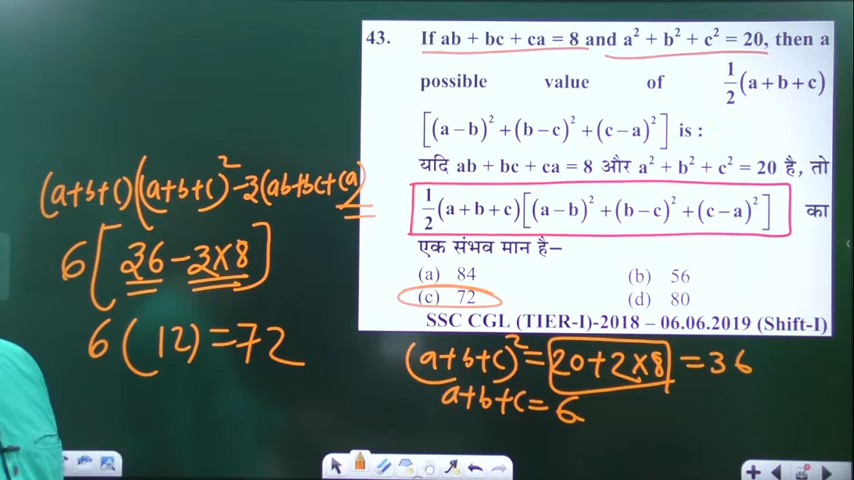 43. If ab + bc + ca = 8 and a² + b² + c² = 20, then a
possible value of 1/2 (a + b + c)
[(a − b)² + (b − c)² + (c − a)²] is :
यदि ab + bc + ca = 8 और a² + b² + c² = 20 है, तो
1/2 (a + b + c) [(a − b)² + (b − c)² + (c − a)²] का
एक संभव मान है–
(a) 84 (b) 56
(c) 72 (d) 80
SSC CGL (TIER-I)-2018 – 06.06.2019 (Shift-I)
(a+b+c)((a+b+c)² − 3(ab+bc+ca)
6[36 − 3×8]
6(12) = 72
(a+b+c)² = 20+2×8 = 36
a+b+c = 6